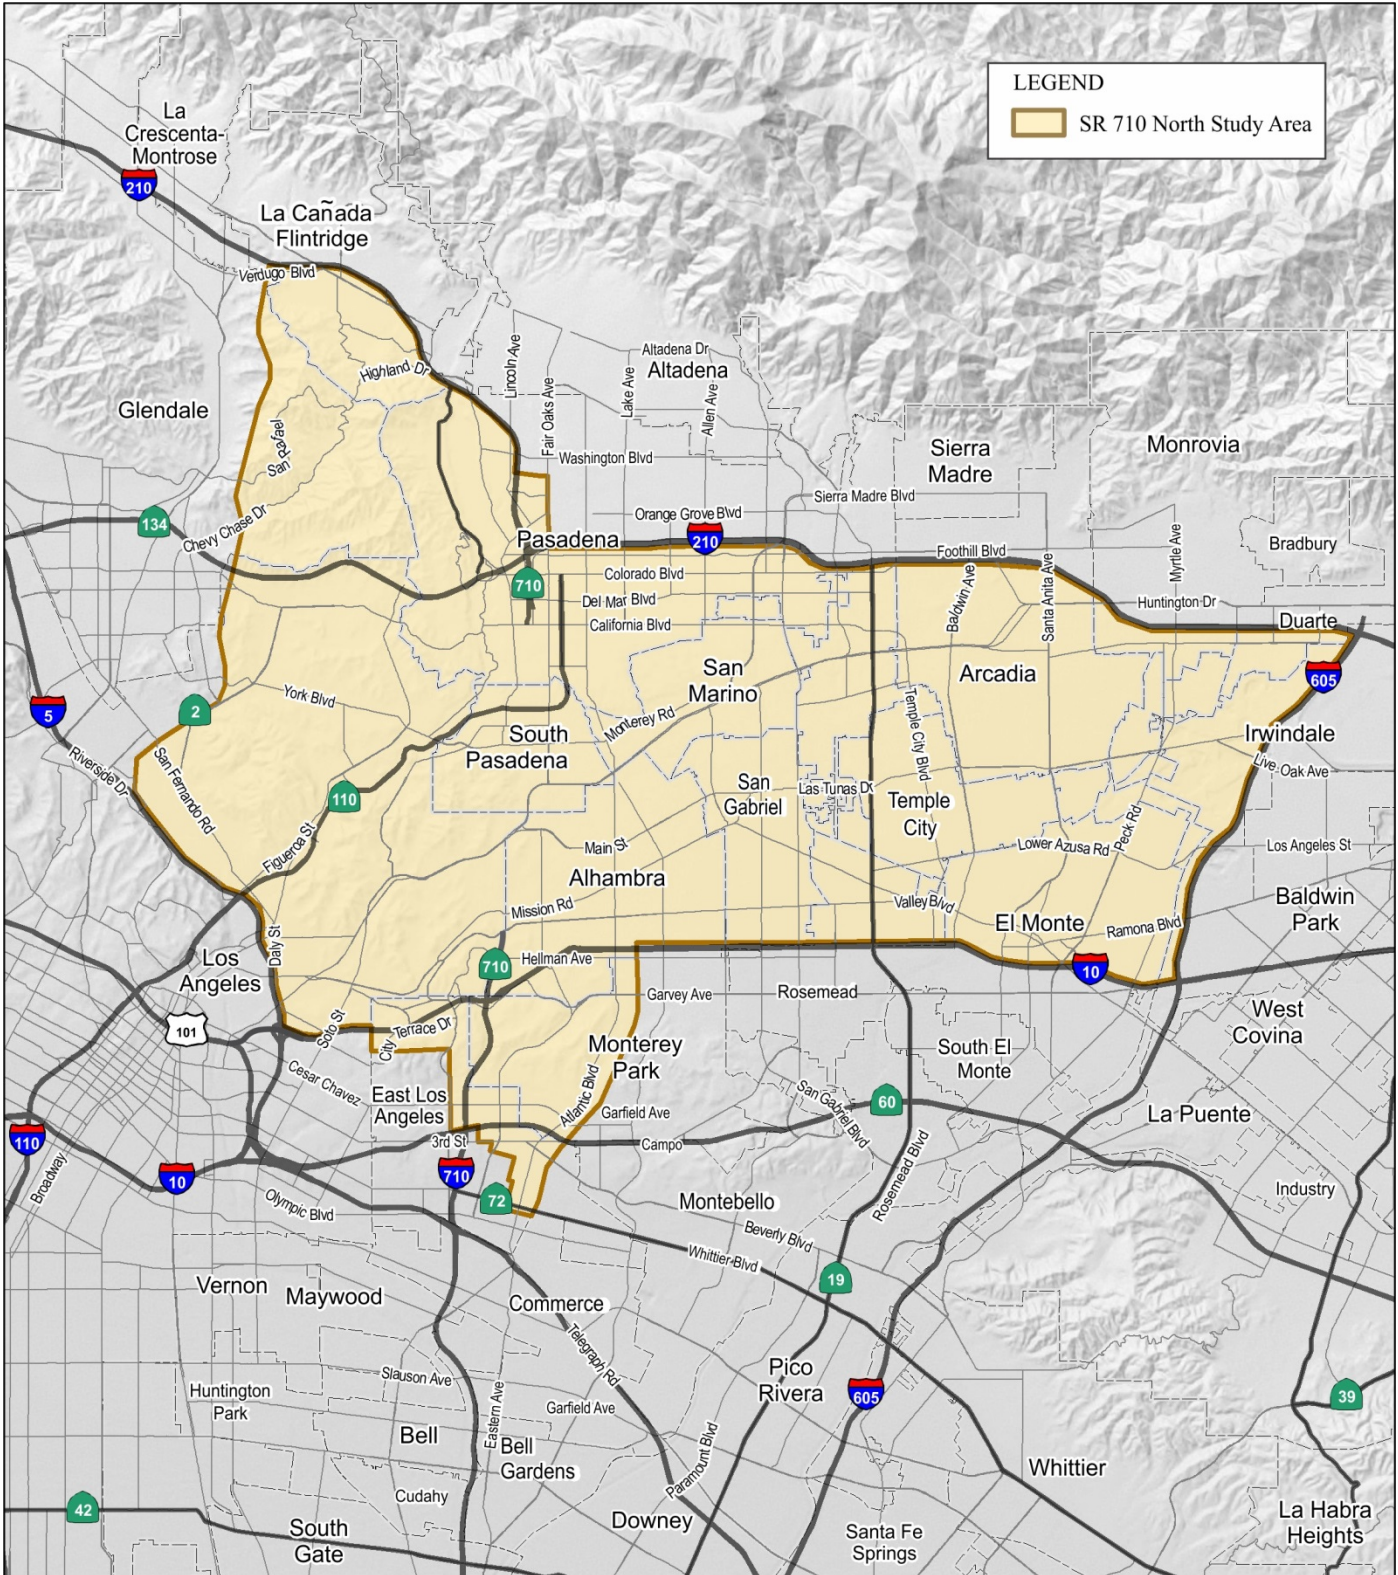 LEGEND
SR 710 North Study Area
La
Crescenta-
Montrose
210
La Cañada
Flintridge
Verdugo Blvd
Highland Dr
Lincoln Ave
Fair Oaks Ave
Lake Ave
Altadena Dr
Altadena
Allen Ave
Glendale
San Rafael
Washington Blvd
Sierra
Madre
Monrovia
Sierra Madre Blvd
134
Chevy Chase Dr
Orange Grove Blvd
Pasadena
210
Foothill Blvd
Myrtle Ave
Bradbury
710
Colorado Blvd
Del Mar Blvd
California Blvd
Baldwin Ave
Santa Anita Ave
Huntington Dr
Duarte
San
Marino
Arcadia
605
5
2
York Blvd
Monterey Rd
South
Pasadena
Temple City Blvd
Irwindale
Live Oak Ave
Riverside Dr
San Fernando Rd
110
San
Gabriel
Las Tunas D
Temple
City
Peck Rd
Figueroa St
Main St
Lower Azusa Rd
Los Angeles St
Alhambra
Mission Rd
Valley Blvd
El Monte
Ramona Blvd
Baldwin
Park
Daly St
Los
Angeles
710
Hellman Ave
10
Garvey Ave
Rosemead
West
Covina
101
Soto St
City Terrace Dr
Monterey
Park
South El
Monte
Cesar Chavez
East Los
Angeles
Atlantic Blvd
Garfield Ave
San Gabriel Blvd
60
La Puente
110
3rd St
Campo
Broadway
10
710
72
Rosemead Blvd
Industry
Olympic Blvd
Montebello
Beverly Blvd
Whittier Blvd
19
Vernon
Maywood
Commerce
Telegraph Rd
Slauson Ave
Pico
Rivera
605
39
Huntington
Park
Eastern Ave
Garfield Ave
Bell
Bell
Gardens
Paramount Blvd
Whittier
Cudahy
42
South
Gate
Downey
Santa Fe
Springs
La Habra
Heights